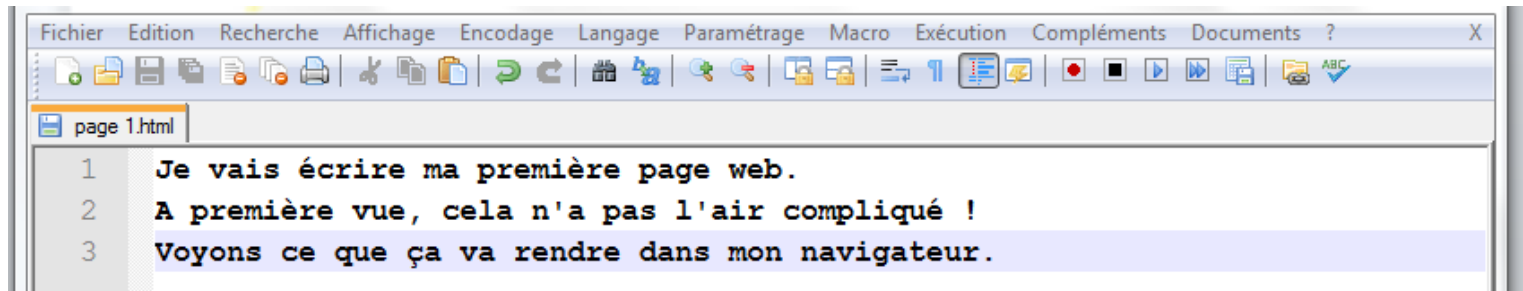 Fichier Edition Recherche Affichage Encodage Langage Paramétrage Macro Exécution Compléments Documents ? X
ABC
page 1.html
1 Je vais écrire ma première page web.
2 A première vue, cela n'a pas l'air compliqué !
3 Voyons ce que ça va rendre dans mon navigateur.